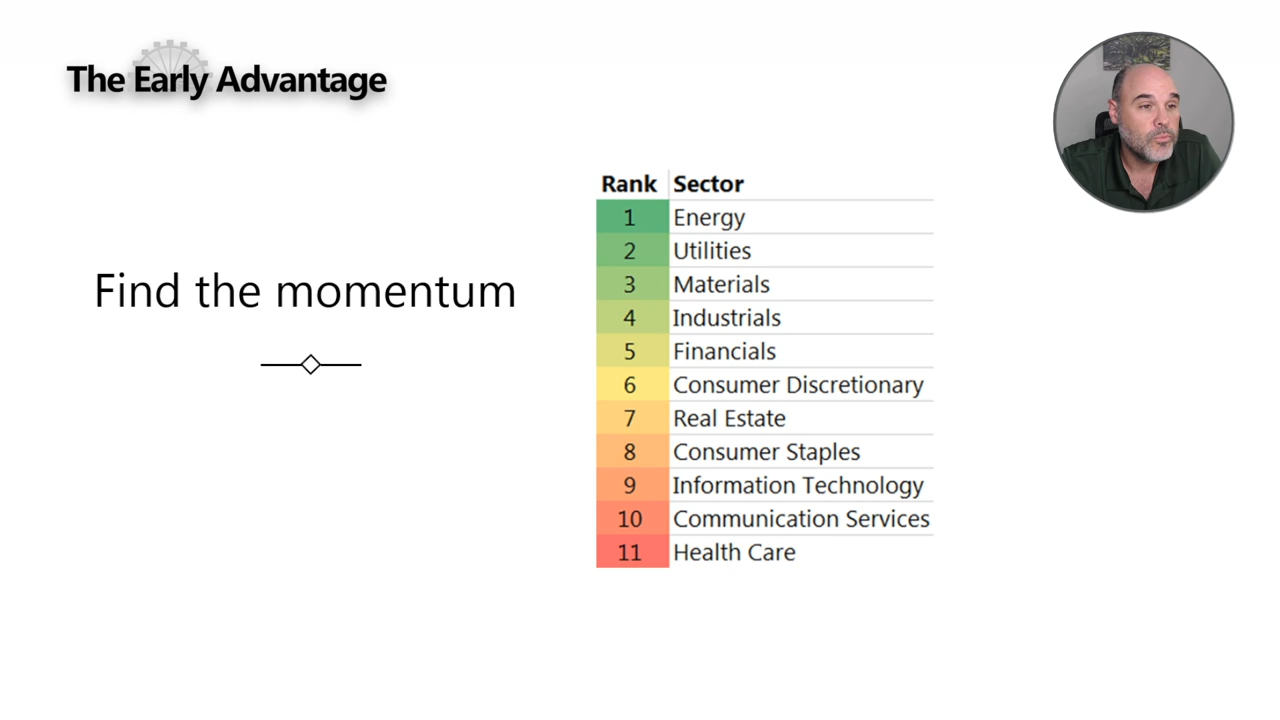 The Early Advantage
Find the momentum
Rank Sector
1 Energy
2 Utilities
3 Materials
4 Industrials
5 Financials
6 Consumer Discretionary
7 Real Estate
8 Consumer Staples
9 Information Technology
10 Communication Services
11 Health Care